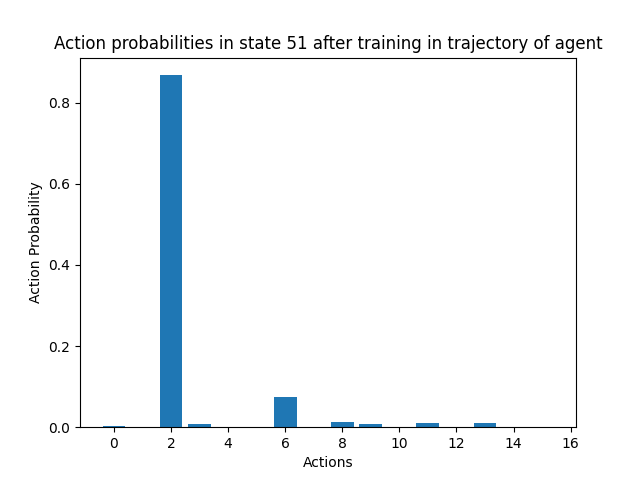 Action probabilities in state 51 after training in trajectory of agent
0.8
0.6
0.4
0.2
0.0
Action Probability
0 2 4 6 8 10 12 14 16
Actions